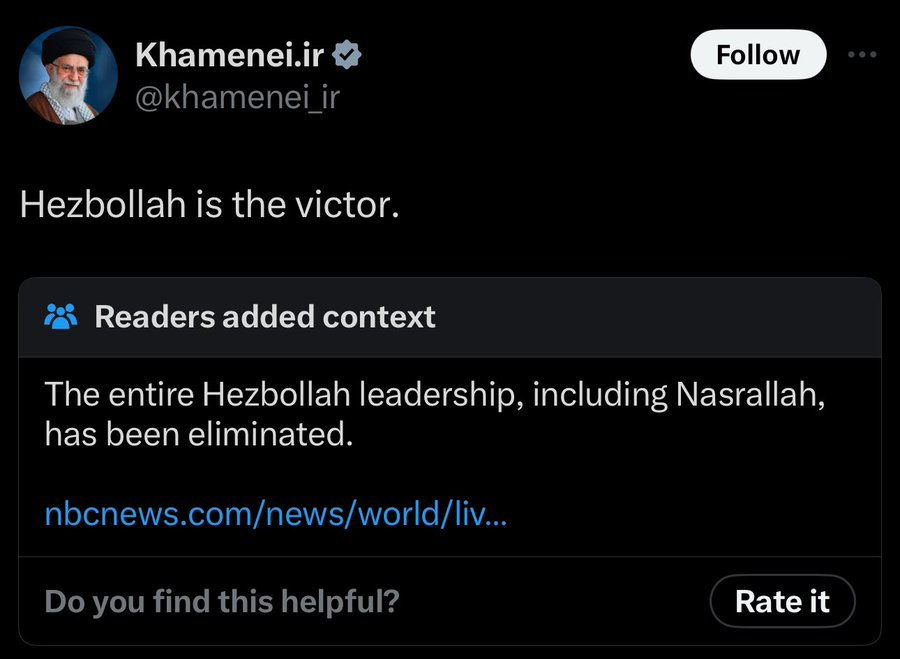 Khamenei.ir
Follow
@khamenei_ir
Hezbollah is the victor.
Readers added context
The entire Hezbollah leadership, including Nasrallah,
has been eliminated.
nbcnews.com/news/world/liv...
Do you find this helpful?
Rate it